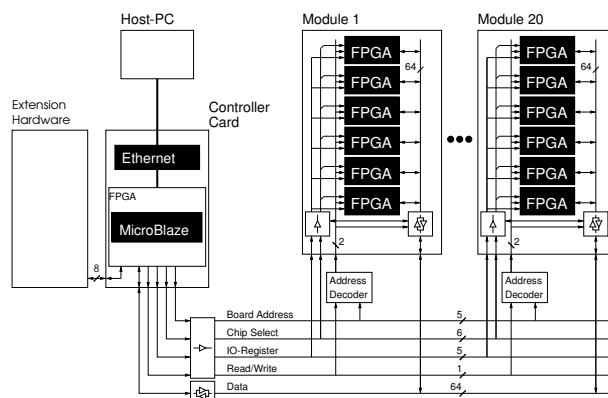 Host-PC
Module 1
Module 20
Extension
Hardware
Controller
Card
Ethernet
FPGA
MicroBlaze
8
FPGA
FPGA
FPGA
FPGA
FPGA
FPGA
64
2
Address
Decoder
FPGA
FPGA
FPGA
FPGA
FPGA
FPGA
64
2
Address
Decoder
Board Address 5
Chip Select 6
IO-Register 5
Read/Write 1
Data 64